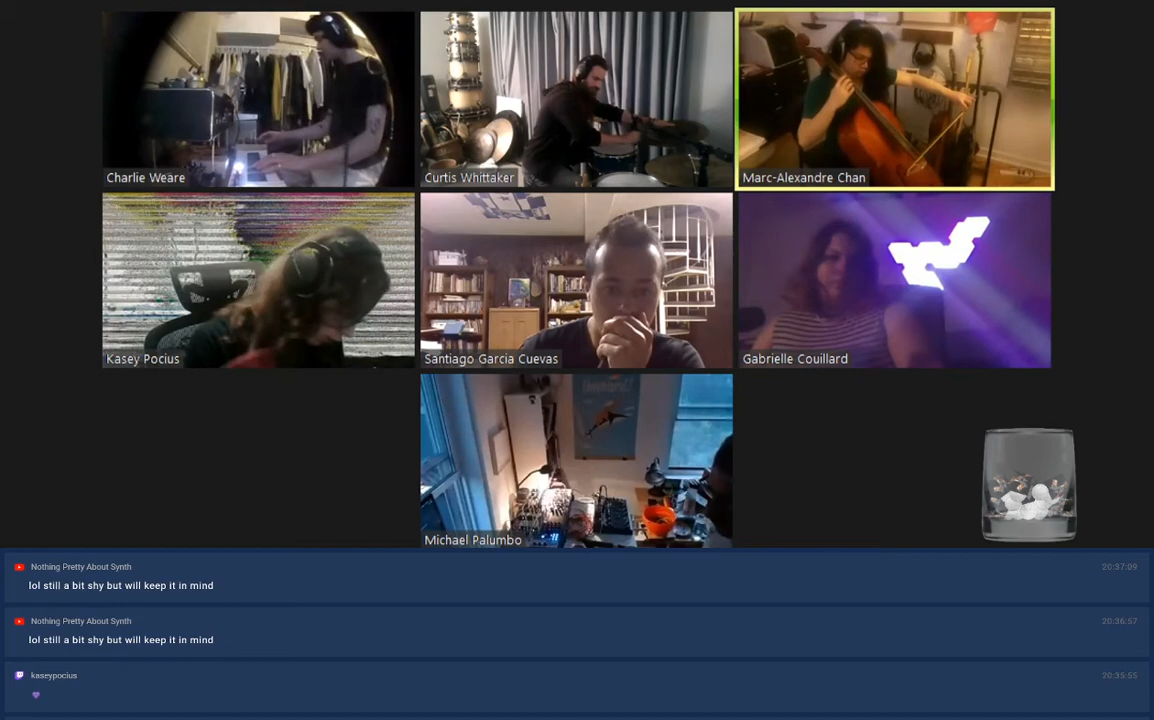 Charlie Weare
Curtis Whittaker
Marc-Alexandre Chan
Kasey Pocius
Santiago Garcia Cuevas
Gabrielle Couillard
Michael Palumbo
Nothing Pretty About Synth
20:37:09
lol still a bit shy but will keep it in mind
Nothing Pretty About Synth
20:36:57
lol still a bit shy but will keep it in mind
kaseypocius
20:35:55